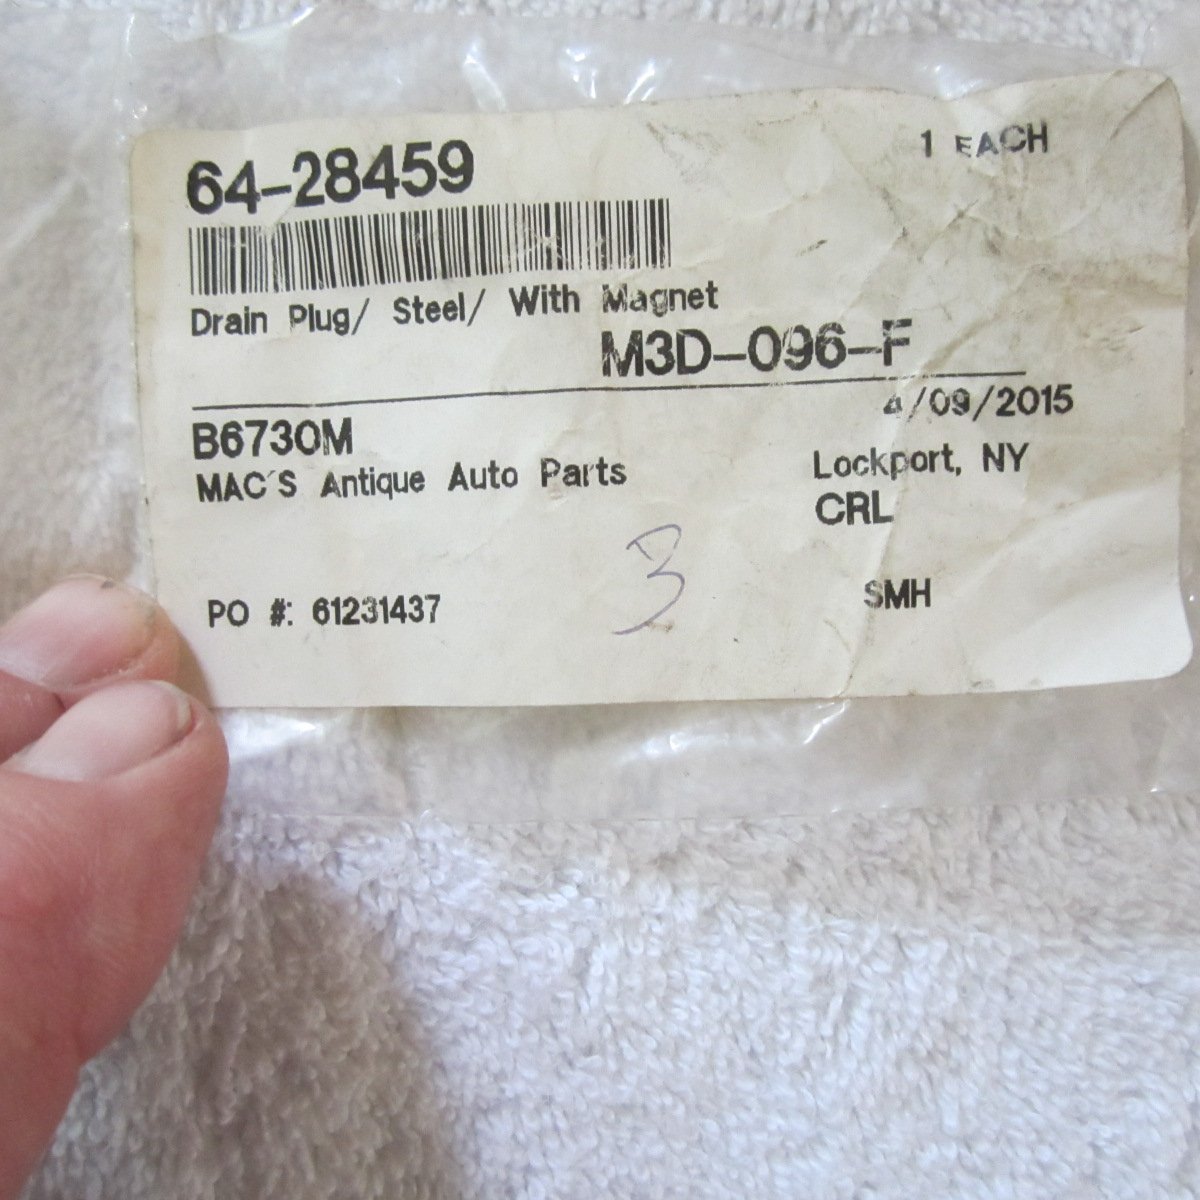 64-28459
1 EACH
Drain Plug/ Steel/ With Magnet
M3D-096-F
4/09/2015
B6730M
MAC'S Antique Auto Parts
Lockport, NY
CRL
3
PO #: 61231437
SMH